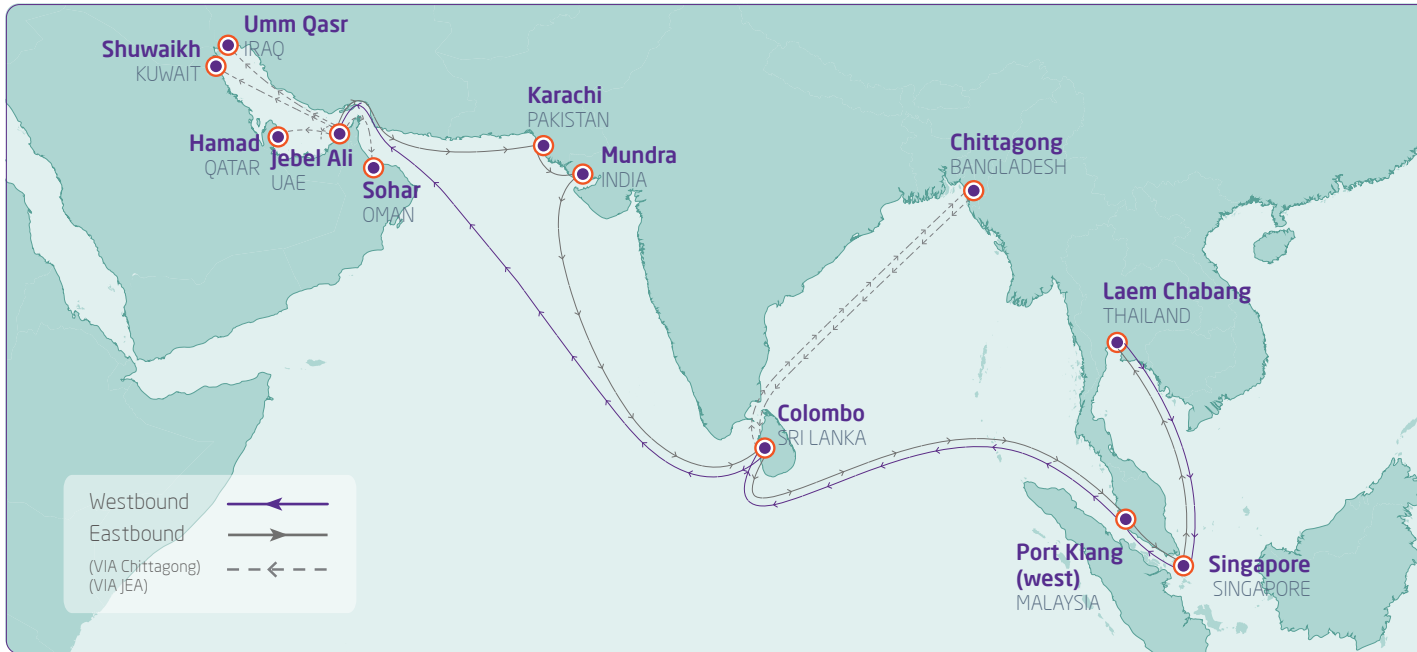 Umm Qasr
IRAQ
Shuwaikh
KUWAIT
Hamad
QATAR
Jebel Ali
UAE
Sohar
OMAN
Karachi
PAKISTAN
Mundra
INDIA
Chittagong
BANGLADESH
Laem Chabang
THAILAND
Colombo
SRI LANKA
Port Klang
(west)
MALAYSIA
Singapore
SINGAPORE
Westbound
Eastbound
(VIA Chittagong)
(VIA JEA)